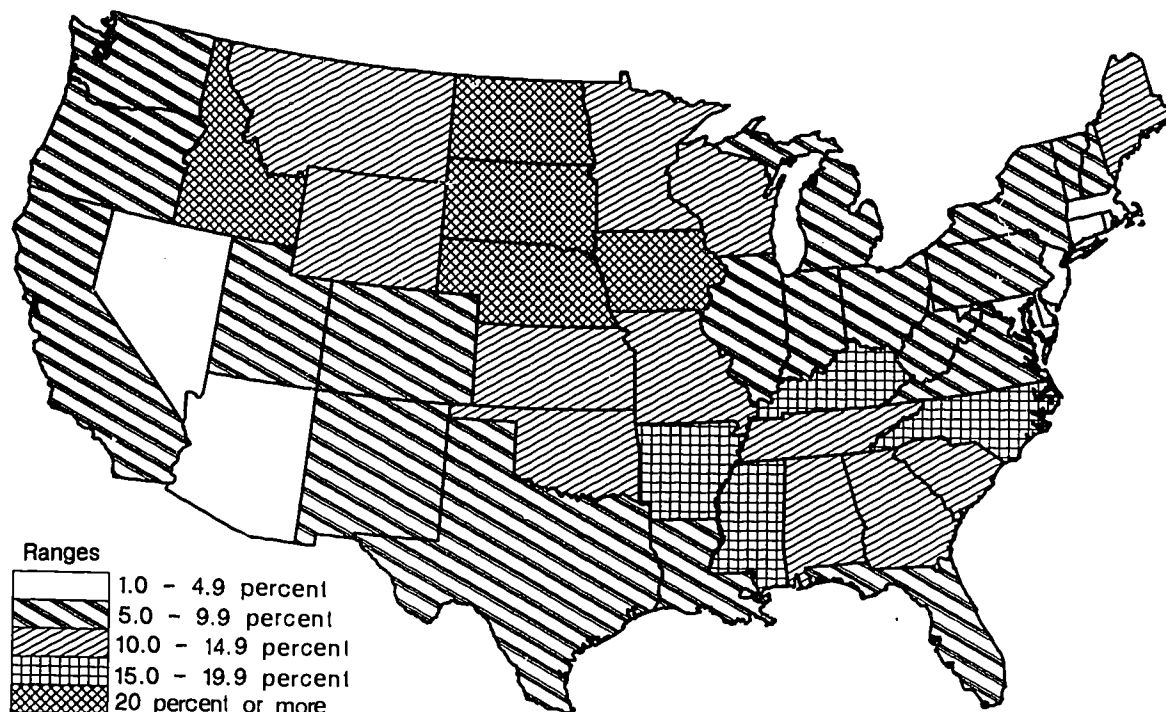 Ranges
1.0 - 4.9 percent
5.0 - 9.9 percent
10.0 - 14.9 percent
15.0 - 19.9 percent
20 percent or more